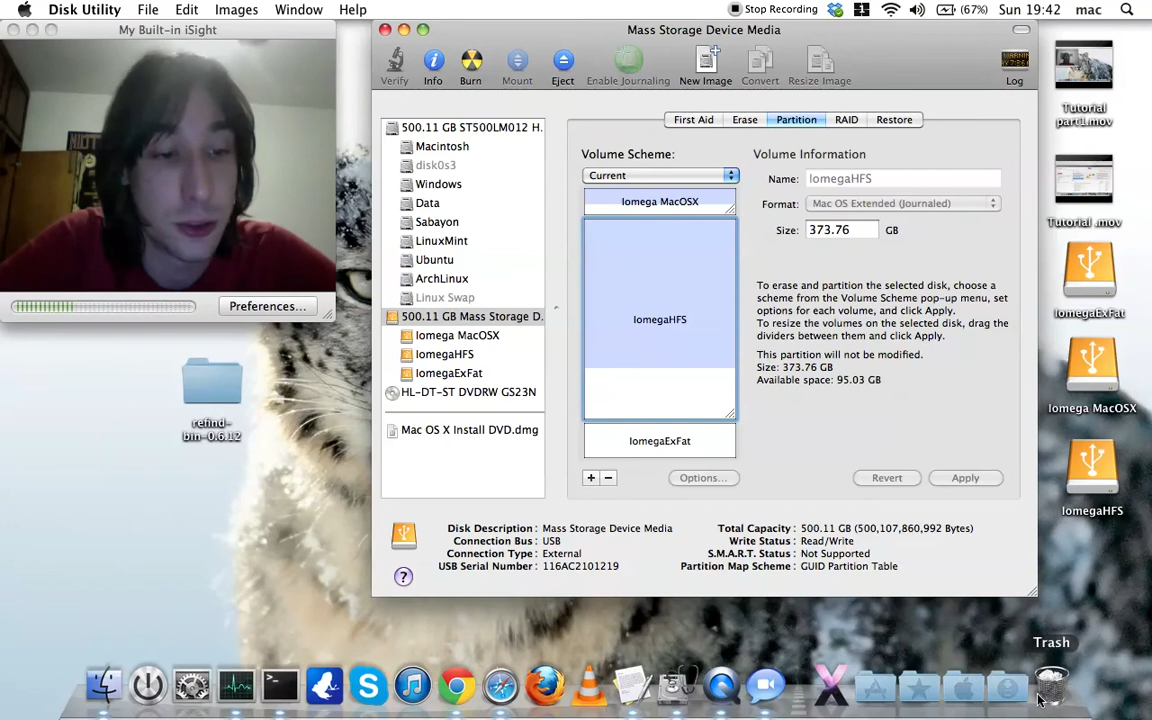 Disk Utility File Edit Images Window Help Stop Recording (67%) Sun 19:42 mac
My Built-in iSight
Preferences...
refind-
bin-0.6.12
Mass Storage Device Media
Verify Info Burn Mount Eject Enable Journaling New Image Convert Resize Image Log
500.11 GB ST500LM012 H.
Macintosh
disk0s3
Windows
Data
Sabayon
LinuxMint
Ubuntu
ArchLinux
Linux Swap
500.11 GB Mass Storage D.
Iomega MacOSX
IomegaHFS
IomegaExFat
HL-DT-ST DVDRW GS23N
Mac OS X Install DVD.dmg
First Aid Erase Partition RAID Restore
Volume Scheme:
Current
Iomega MacOSX
IomegaHFS
IomegaExFat
+ − Options... Revert Apply
Volume Information
Name: IomegaHFS
Format: Mac OS Extended (Journaled)
Size: 373.76 GB
To erase and partition the selected disk, choose a
scheme from the Volume Scheme pop-up menu, set
options for each volume, and click Apply.
To resize the volumes on the selected disk, drag the
dividers between them and click Apply.
This partition will not be modified.
Size: 373.76 GB
Available space: 95.03 GB
Disk Description : Mass Storage Device Media
Connection Bus : USB
Connection Type : External
USB Serial Number : 116AC2101219
Total Capacity : 500.11 GB (500,107,860,992 Bytes)
Write Status : Read/Write
S.M.A.R.T. Status : Not Supported
Partition Map Scheme : GUID Partition Table
?
Tutorial
part1.mov
Tutorial .mov
IomegaExFat
Iomega MacOSX
IomegaHFS
Trash